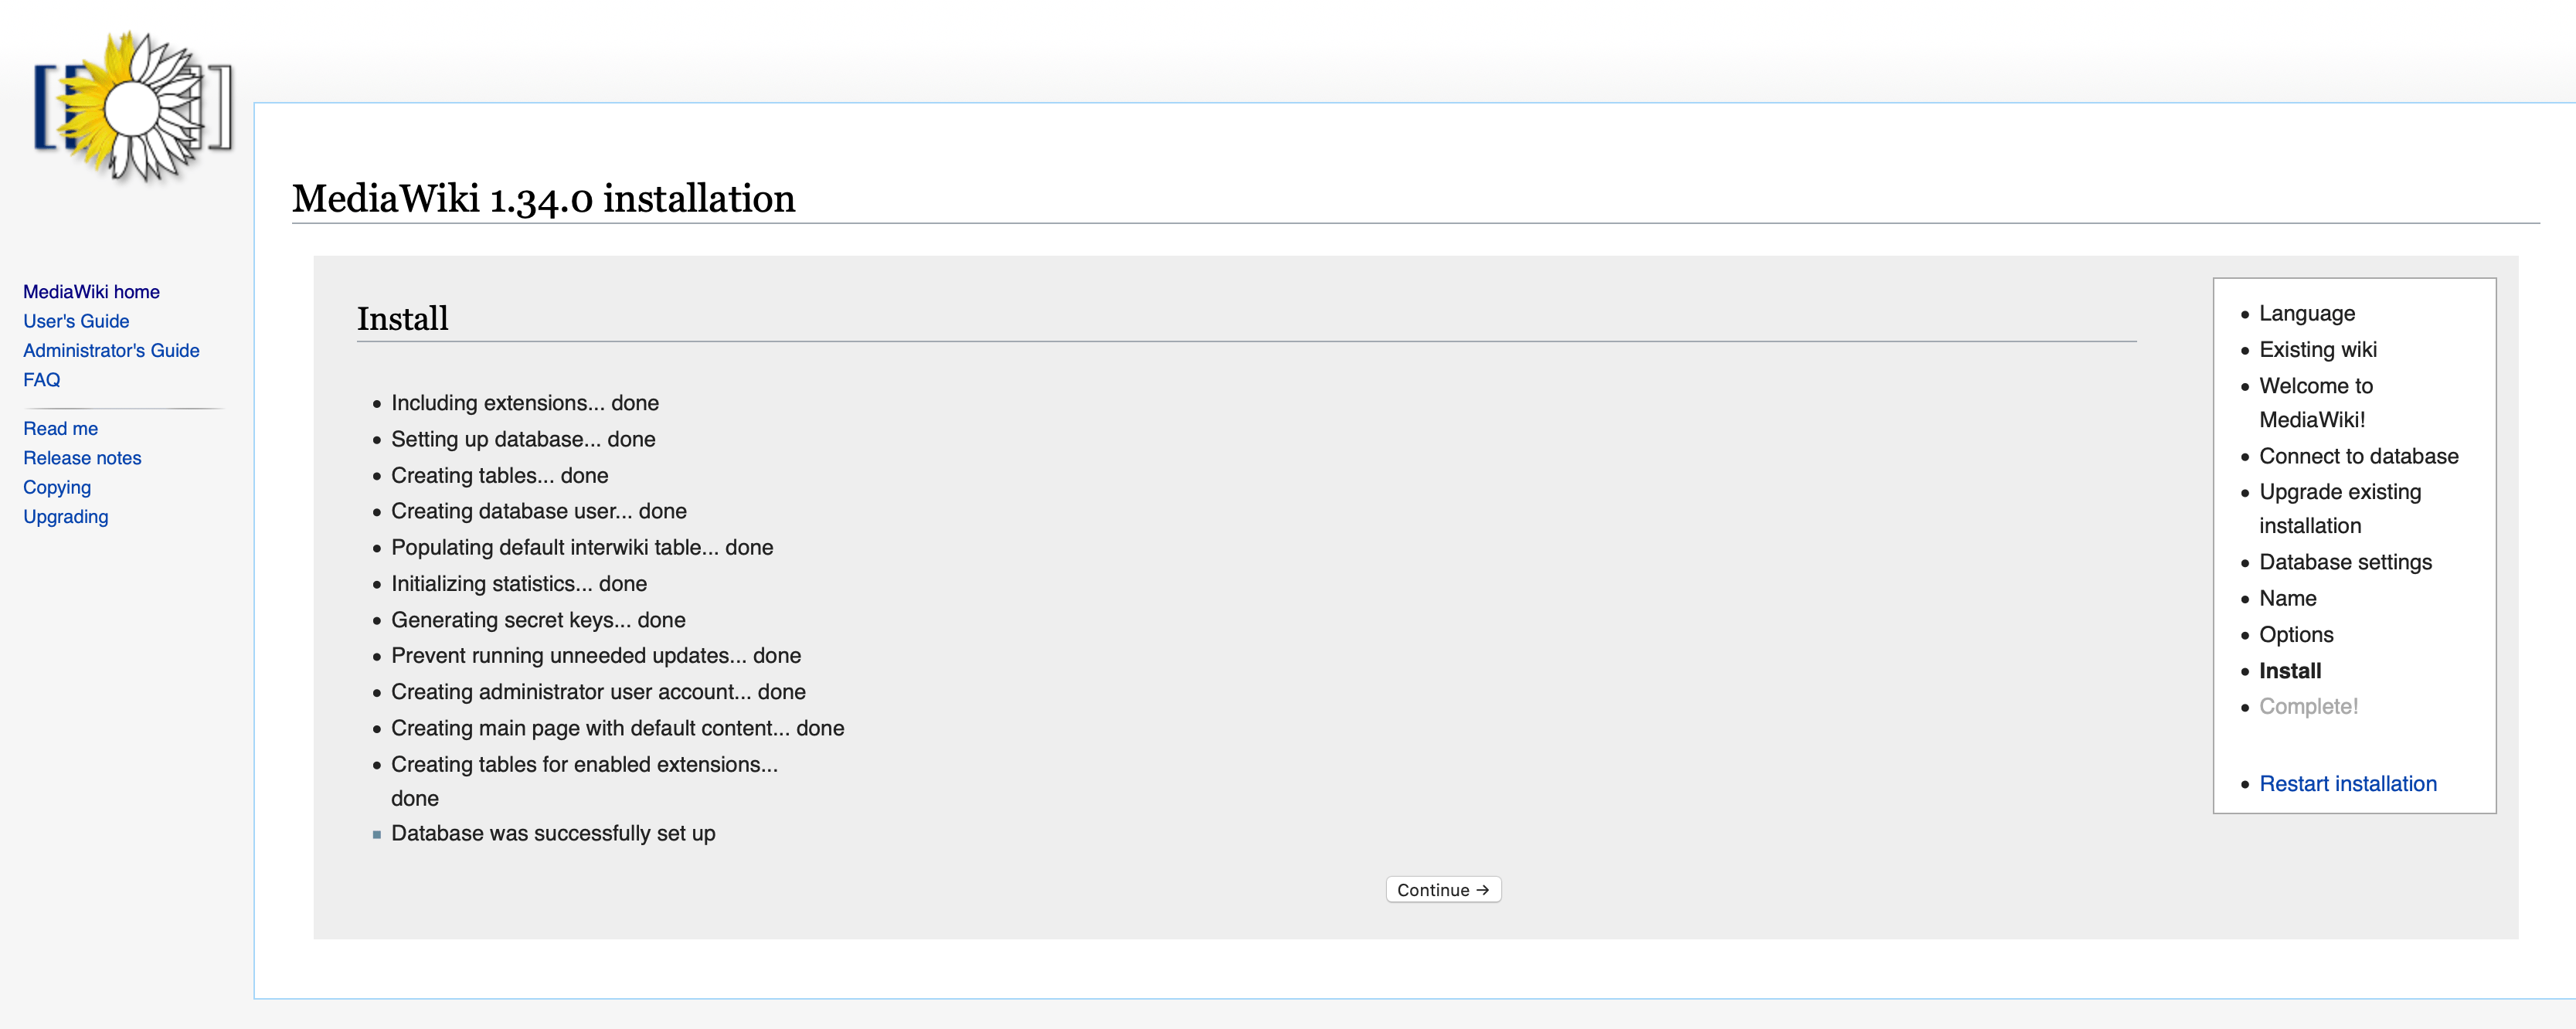 MediaWiki home
User's Guide
Administrator's Guide
FAQ
Read me
Release notes
Copying
Upgrading
MediaWiki 1.34.0 installation
Install
Including extensions... done
Setting up database... done
Creating tables... done
Creating database user... done
Populating default interwiki table... done
Initializing statistics... done
Generating secret keys... done
Prevent running unneeded updates... done
Creating administrator user account... done
Creating main page with default content... done
Creating tables for enabled extensions...
done
Database was successfully set up
Continue →
Language
Existing wiki
Welcome to
MediaWiki!
Connect to database
Upgrade existing
installation
Database settings
Name
Options
Install
Complete!
Restart installation